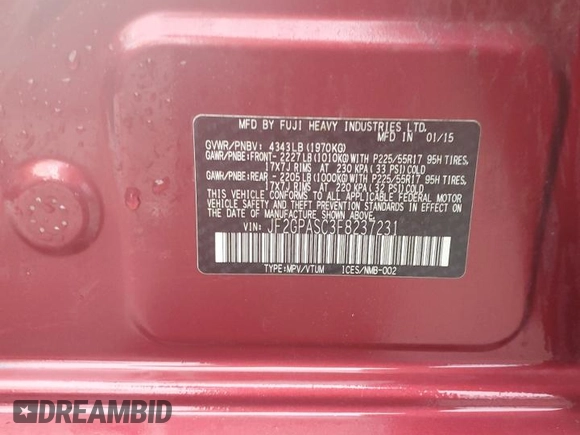 MFD BY FUJI HEAVY INDUSTRIES LTD.
MFD IN 01/15
GVWR/PNBV: 4343LB(1970KG)
GAWR/PNBE:FRONT- 2227LB(1010KG) WITH P225/55R17 95H TIRES,
17X7J RIMS AT 230 KPA(33 PSI)COLD
GAWR/PNBE:REAR - 2205LB(1000KG) WITH P225/55R17 95H TIRES,
17X7J RIMS AT 220 KPA(32 PSI)COLD
THIS VEHICLE CONFORMS TO ALL APPLICABLE FEDERAL MOTOR
VEHICLE SAFETY, BUMPER, AND THEFT PREVENTION STANDARDS
IN EFFECT ON THE DATE OF MANUFACTURE SHOWN ABOVE.
VIN: JF2GPASC3F8237231
TYPE:MPV/VTUM ICES/NMB-002
DREAMBID